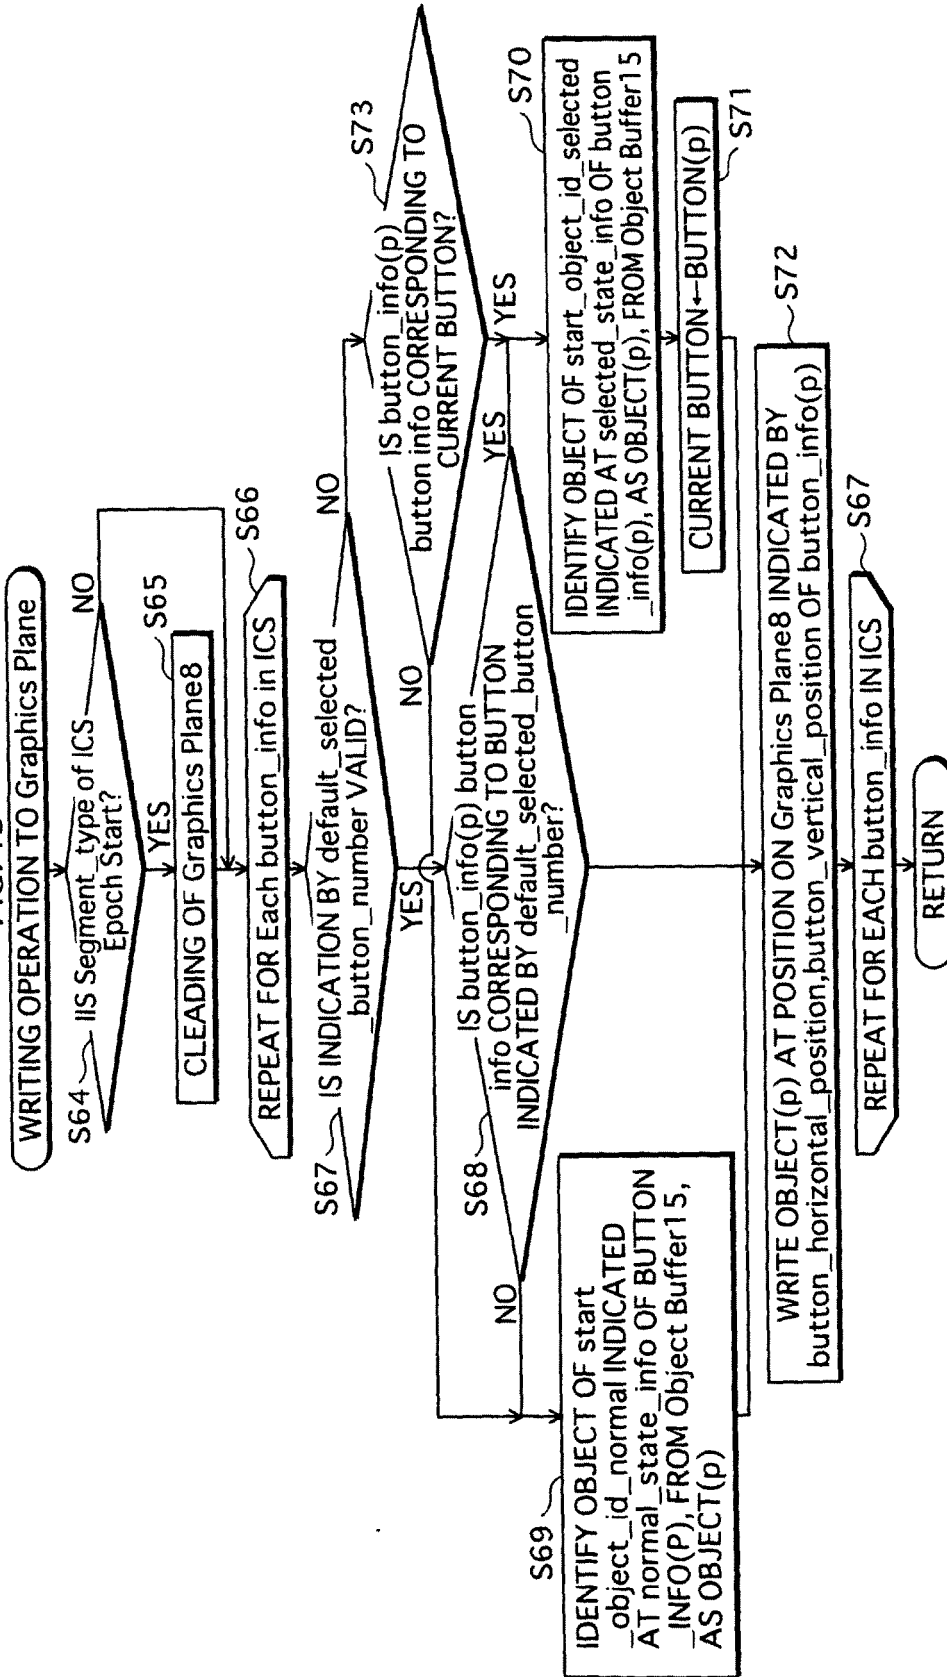 WRITING OPERATION TO Graphics Plane
S64
IIS Segment_type of ICS
Epoch Start?
NO
YES
S65
CLEADING OF Graphics Plane8
S66
REPEAT FOR Each button_info in ICS
S67
IS INDICATION BY default_selected
_button_number VALID?
NO
YES
S73
IS button_info(p)
button info CORRESPONDING TO
CURRENT BUTTON?
NO
YES
S68
IS button_info(p) button
info CORRESPONDING TO BUTTON
INDICATED BY default_selected_button
_number?
YES
NO
S70
IDENTIFY OBJECT OF start_object_id_selected
INDICATED AT selected_state_info OF button
_info(p), AS OBJECT(p), FROM Object Buffer15
S71
CURRENT BUTTON←BUTTON(p)
S69
IDENTIFY OBJECT OF start
_object_id_normal INDICATED
AT normal_state_info OF BUTTON
_INFO(P), FROM Object Buffer15,
AS OBJECT(p)
S72
WRITE OBJECT(p) AT POSITION ON Graphics Plane8 INDICATED BY
button_horizontal_position,button_vertical_position OF button_info(p)
S67
REPEAT FOR EACH button_info IN ICS
RETURN